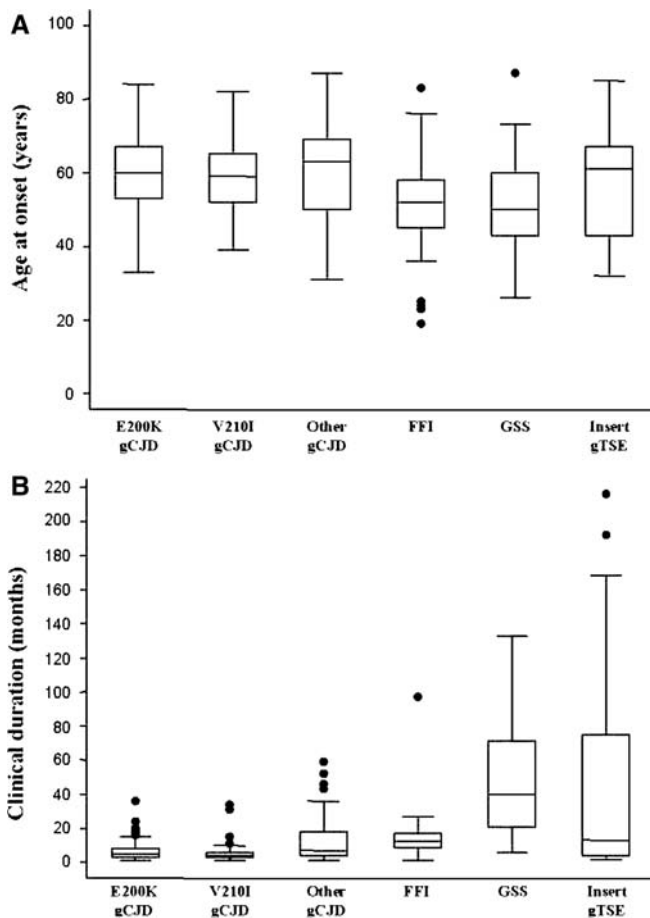 A
Age at onset (years)
100
80
60
40
20
0
E200K V210I Other FFI GSS Insert
gCJD gCJD gCJD gTSE
B
Clinical duration (months)
220
200
180
160
140
120
100
80
60
40
20
0
E200K V210I Other FFI GSS Insert
gCJD gCJD gCJD gTSE